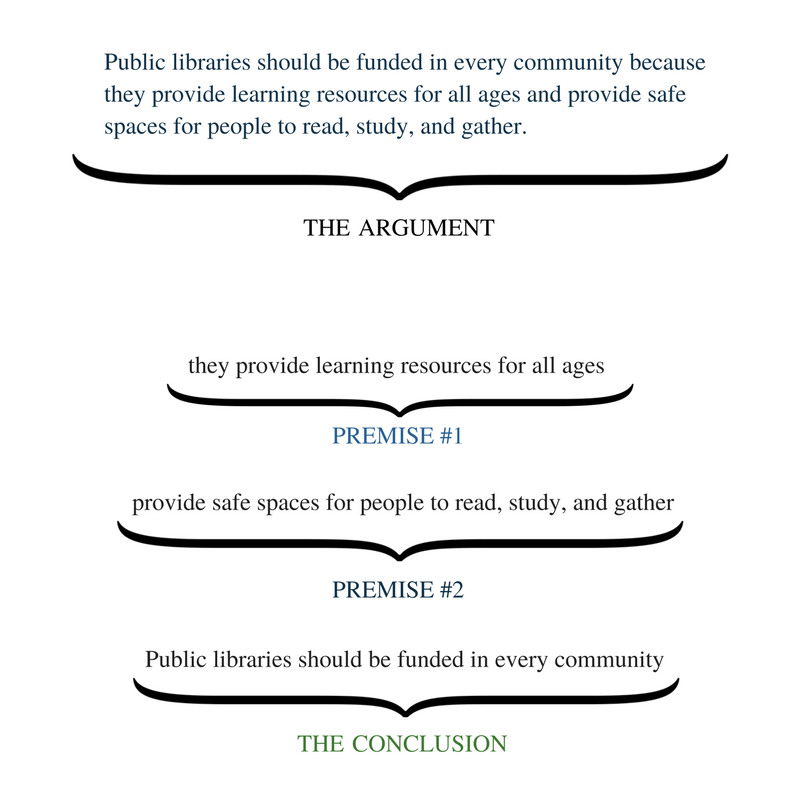 Public libraries should be funded in every community because
they provide learning resources for all ages and provide safe
spaces for people to read, study, and gather.
THE ARGUMENT
they provide learning resources for all ages
PREMISE #1
provide safe spaces for people to read, study, and gather
PREMISE #2
Public libraries should be funded in every community
THE CONCLUSION